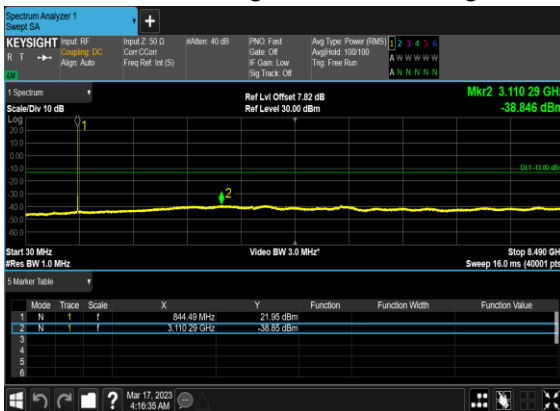 Spectrum Analyzer 1
Swept SA
KEYSIGHT Input: RF Input Z: 50 Ω #Atten: 40 dB PNO: Fast Avg Type: Power (RMS) 1 2 3 4 5 6
R T Coupling: DC Corr CCorr Gate: Off Avg|Hold: 100/100 A W W W W W
Align: Auto Freq Ref: Int (S) IF Gain: Low Trig: Free Run
LV Sig Track: Off A N N N N N
1 Spectrum Ref Lvl Offset 7.82 dB Mkr2 3.110 29 GH
Scale/Div 10 dB Ref Level 30.00 dBm -38.846 dBm
Log
20.0 1
10.0
0.00
-10.0 DL1 -13.00 dB
-20.0
-30.0 2
-40.0
-50.0
-60.0
Start 30 MHz Video BW 3.0 MHz* Stop 8.490 GH
#Res BW 1.0 MHz Sweep 16.0 ms (40001 pts
5 Marker Table
Mode Trace Scale X Y Function Function Width Function Value
1 N 1 f 844.49 MHz 21.95 dBm
2 N 1 f 3.110 29 GHz -38.85 dBm
3
4
5
6
? Mar 17, 2023
4:16:35 AM